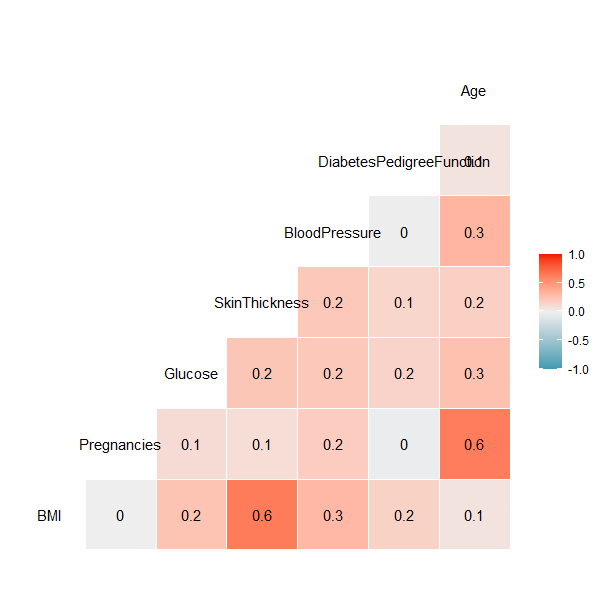 Age
DiabetesPedigreeFunction 0.1
BloodPressure 0 0.3
SkinThickness 0.2 0.1 0.2
Glucose 0.2 0.2 0.2 0.3
Pregnancies 0.1 0.1 0.2 0 0.6
BMI 0 0.2 0.6 0.3 0.2 0.1
1.0
0.5
0.0
-0.5
-1.0